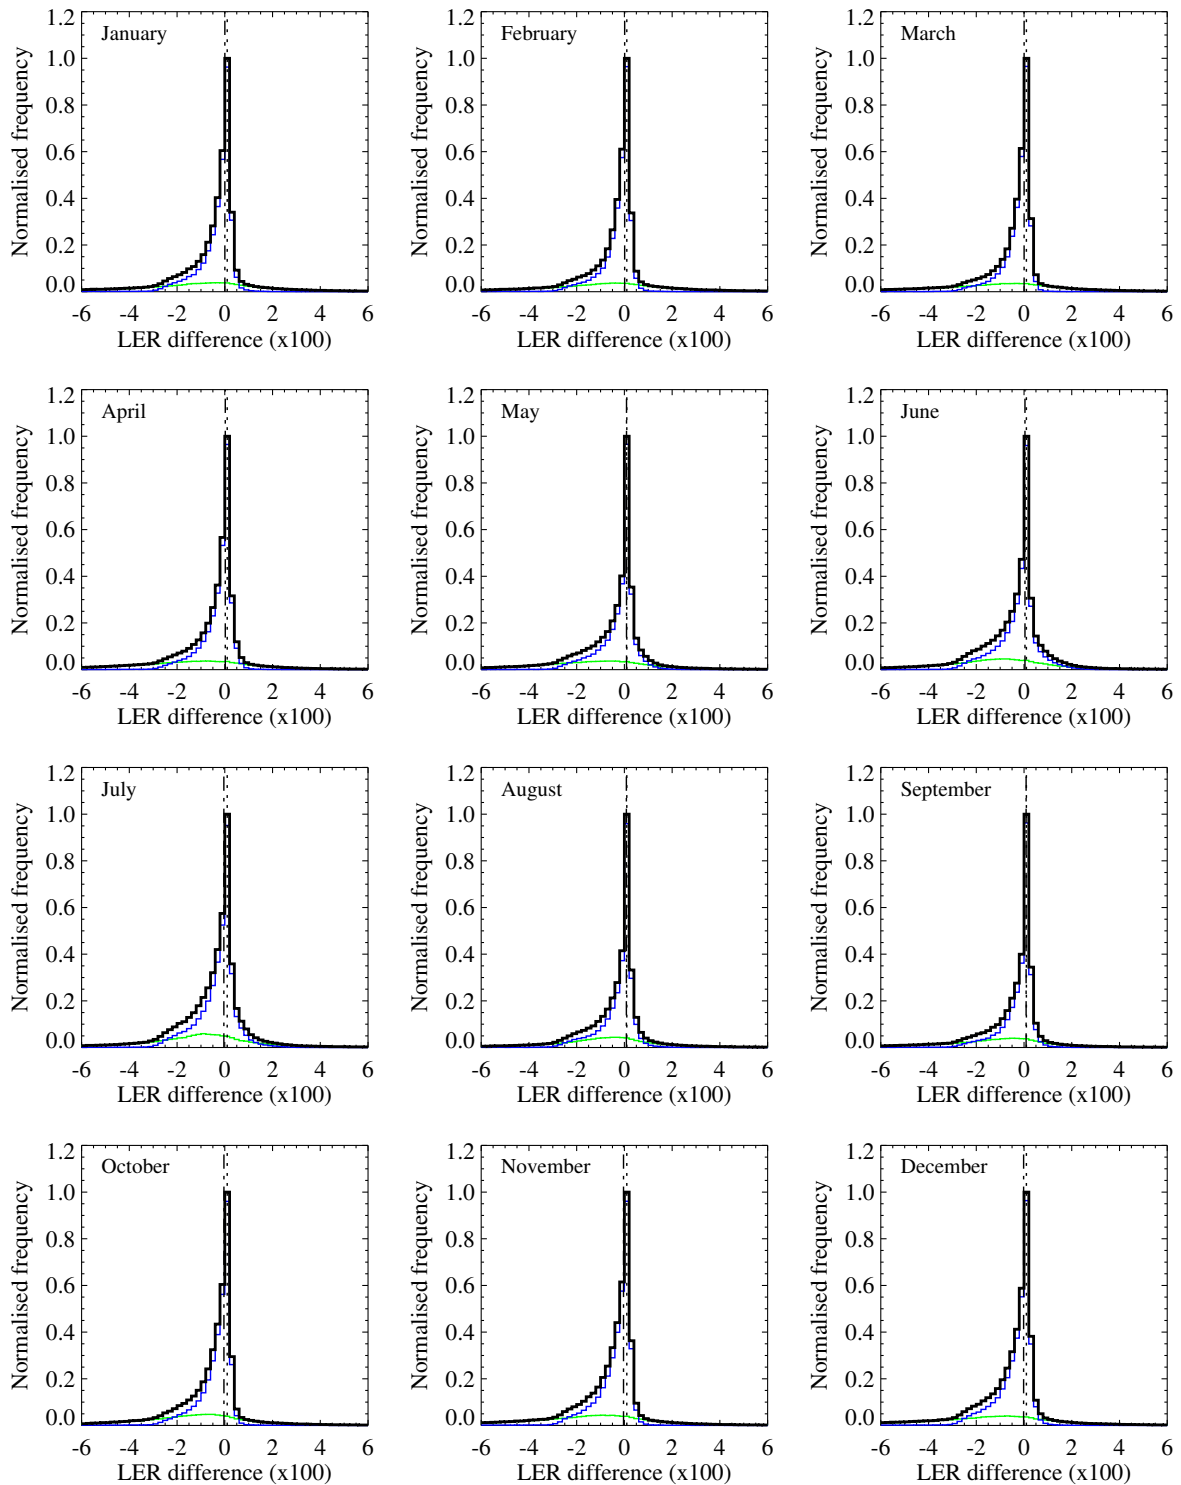 January
Normalised frequency
1.2
1.0
0.8
0.6
0.4
0.2
0.0
-6 -4 -2 0 2 4 6
LER difference (x100)
February
Normalised frequency
1.2
1.0
0.8
0.6
0.4
0.2
0.0
-6 -4 -2 0 2 4 6
LER difference (x100)
March
Normalised frequency
1.2
1.0
0.8
0.6
0.4
0.2
0.0
-6 -4 -2 0 2 4 6
LER difference (x100)
April
Normalised frequency
1.2
1.0
0.8
0.6
0.4
0.2
0.0
-6 -4 -2 0 2 4 6
LER difference (x100)
May
Normalised frequency
1.2
1.0
0.8
0.6
0.4
0.2
0.0
-6 -4 -2 0 2 4 6
LER difference (x100)
June
Normalised frequency
1.2
1.0
0.8
0.6
0.4
0.2
0.0
-6 -4 -2 0 2 4 6
LER difference (x100)
July
Normalised frequency
1.2
1.0
0.8
0.6
0.4
0.2
0.0
-6 -4 -2 0 2 4 6
LER difference (x100)
August
Normalised frequency
1.2
1.0
0.8
0.6
0.4
0.2
0.0
-6 -4 -2 0 2 4 6
LER difference (x100)
September
Normalised frequency
1.2
1.0
0.8
0.6
0.4
0.2
0.0
-6 -4 -2 0 2 4 6
LER difference (x100)
October
Normalised frequency
1.2
1.0
0.8
0.6
0.4
0.2
0.0
-6 -4 -2 0 2 4 6
LER difference (x100)
November
Normalised frequency
1.2
1.0
0.8
0.6
0.4
0.2
0.0
-6 -4 -2 0 2 4 6
LER difference (x100)
December
Normalised frequency
1.2
1.0
0.8
0.6
0.4
0.2
0.0
-6 -4 -2 0 2 4 6
LER difference (x100)